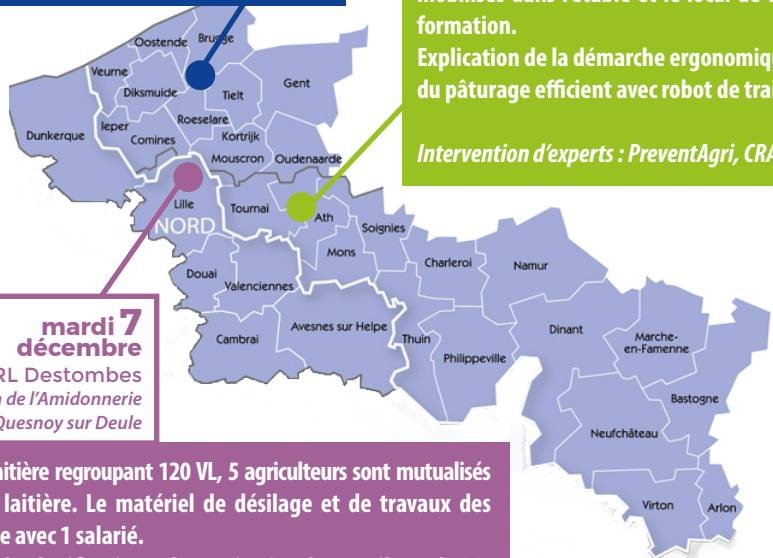 formation.
Explication de la démarche ergonomique
du pâturage efficient avec robot de trai
Intervention d'experts : PreventAgri, CRA
Oostende
Brugge
Veurne
Diksmuide
Tielt
Gent
Dunkerque
Ieper
Roeselare
Comines
Kortrijk
Mouscron
Oudenaarde
Lille
NORD
Tournai
Ath
Soignies
Mons
Douai
Valenciennes
Charleroi
Namur
Cambrai
Avesnes sur Helpe
Thuin
Philippeville
Dinant
Marche-
en-Famenne
Bastogne
Neufchâteau
Virton
Arlon
mardi 7
décembre
RL Destombes
de l'Amidonnerie
Quesnoy sur Deule
aitière regroupant 120 VL, 5 agriculteurs sont mutualisés
laitière. Le matériel de désilage et de travaux des
e avec 1 salarié.